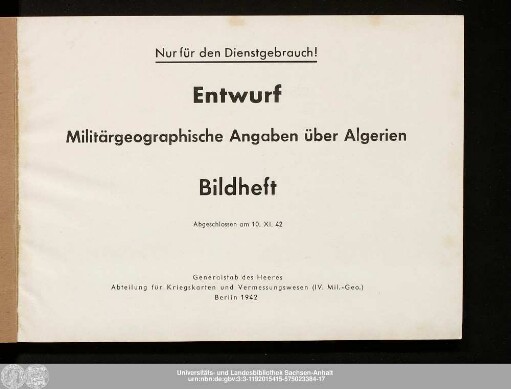 Nur für den Dienstgebrauch!
Entwurf
Militärgeographische Angaben über Algerien
Bildheft
Abgeschlossen am 10. XI. 42
Generalstab des Heeres
Abteilung für Kriegskarten und Vermessungswesen (IV. Mil.-Geo.)
Berlin 1942
Universitäts- und Landesbibliothek Sachsen-Anhalt
urn:nbn:de:gbv:3:3-1192015415-575023384-17